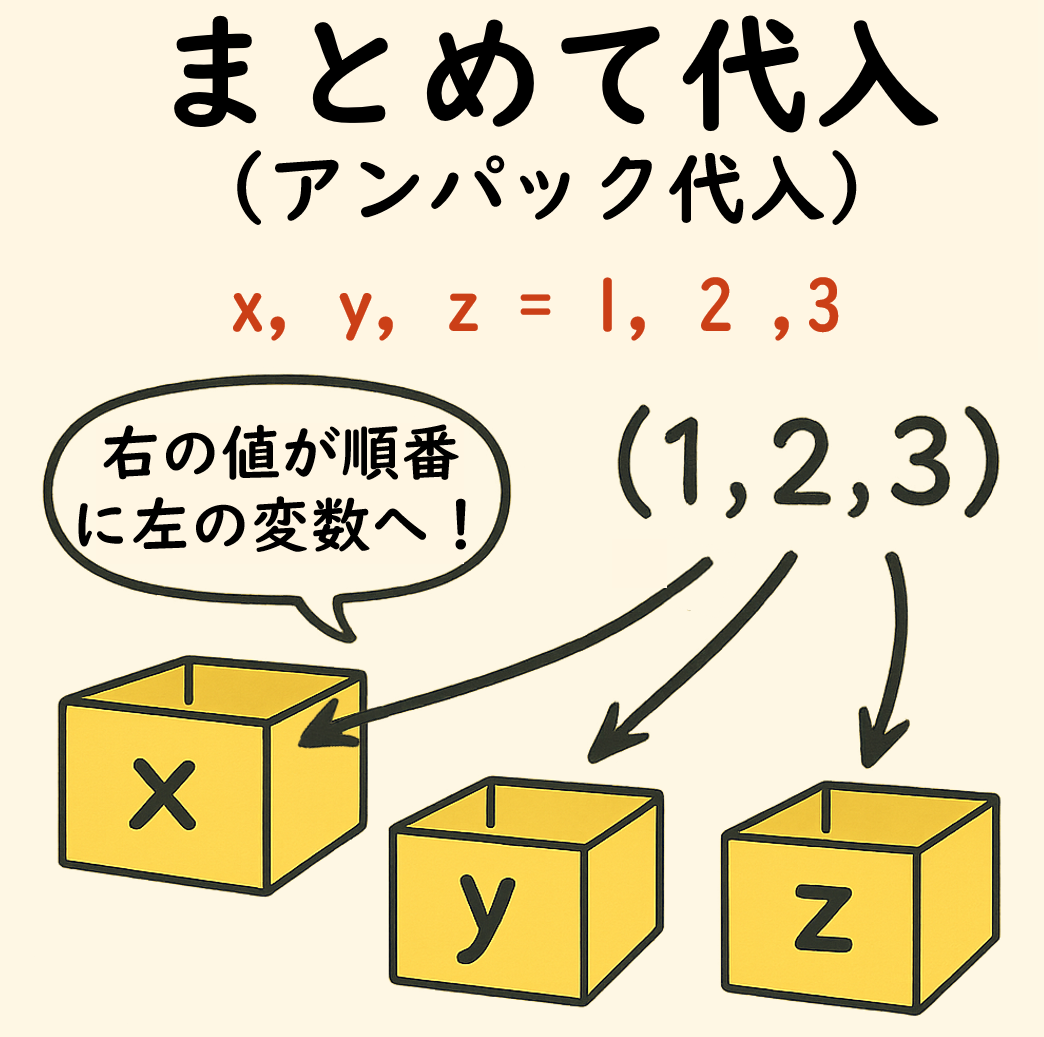 まとめて代入
（アンパック代入）
x, y, z = 1, 2 ,3
右の値が順番
に左の変数へ！
(1,2,3)
x
y
z